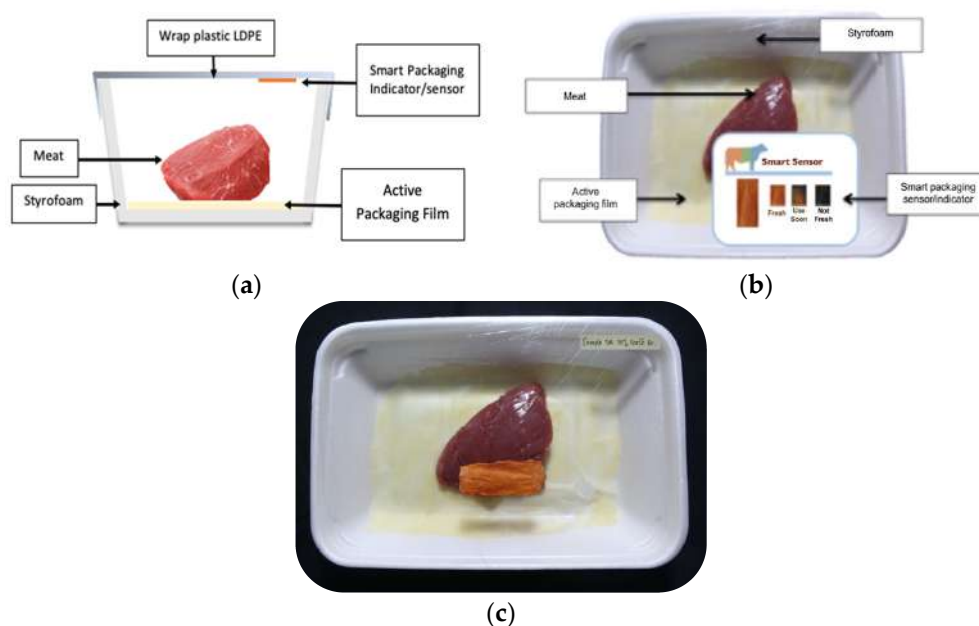 Wrap plastic LDPE
Smart Packaging
Indicator/sensor
Meat
Styrofoam
Active
Packaging Film
(a)
Styrofoam
Meat
Active
packaging film
Smart Sensor
Fresh
Use
Soon
Not
Fresh
Smart packaging
sensor/indicator
(b)
(c)